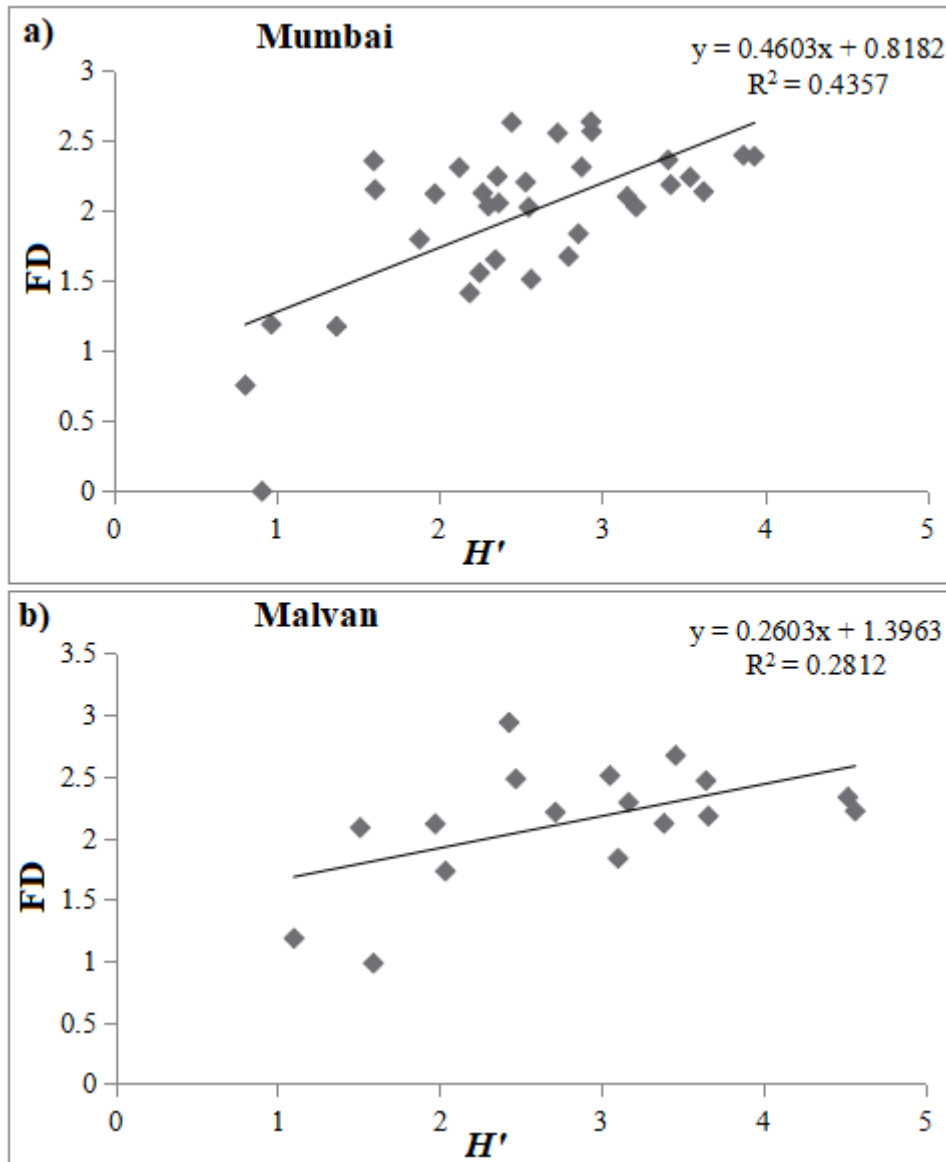 a)
Mumbai
y = 0.4603x + 0.8182
R² = 0.4357
3
2.5
2
1.5
1
0.5
0
FD
0 1 2 3 4 5
H'
b)
Malvan
y = 0.2603x + 1.3963
R² = 0.2812
3.5
3
2.5
2
1.5
1
0.5
0
FD
0 1 2 3 4 5
H'